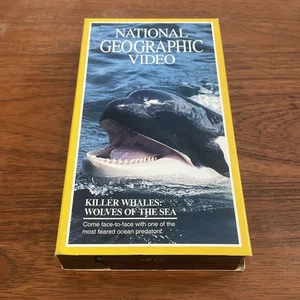 NATIONAL
GEOGRAPHIC
VIDEO
KILLER WHALES:
WOLVES OF THE SEA
Come face-to-face with one of the
most feared ocean predators!